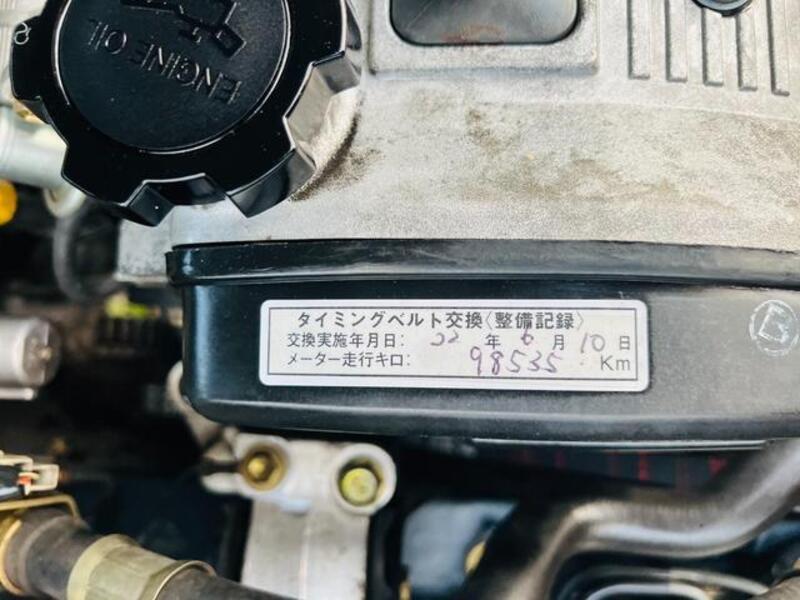 ENGINE OIL
タイミングベルト交換〈整備記録〉
交換実施年月日: 22 年 6 月 10 日
メーター走行キロ: 98535 Km